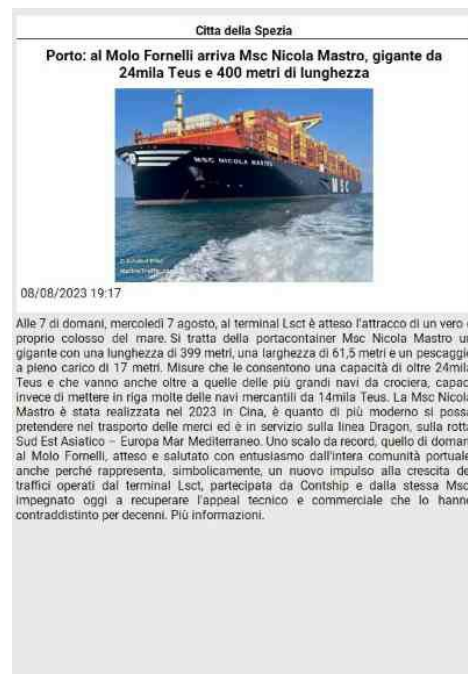 Citta della Spezia
Porto: al Molo Fornelli arriva Msc Nicola Mastro, gigante da
24mila Teus e 400 metri di lunghezza
MSC NICOLA MASTRO
MSC
08/08/2023 19:17
Alle 7 di domani, mercoledì 7 agosto, al terminal Lsct è atteso l'attracco di un vero
proprio colosso del mare. Si tratta della portacontainer Msc Nicola Mastro
gigante con una lunghezza di 399 metri, una larghezza di 61,5 metri e un
a pieno carico di 17 metri. Misure che le consentono una capacità di oltre
Teus e che vanno anche oltre a quelle delle più grandi navi da crociera,
invece di mettere in riga molte delle navi mercantili da 14mila Teus. La Msc
Mastro è stata realizzata nel 2023 in Cina, è quanto di più moderno si
pretendere nel trasporto delle merci ed è in servizio sulla linea Dragon, sulla
Sud Est Asiatico – Europa Mar Mediterraneo. Uno scalo da record, quello di
al Molo Fornelli, atteso e salutato con entusiasmo dall'intera comunità
anche perché rappresenta, simbolicamente, un nuovo impulso alla crescita
traffici operati dal terminal Lsct, partecipata da Contship e dalla stessa
impegnato oggi a recuperare l'appeal tecnico e commerciale che lo
contraddistinto per decenni. Più informazioni.